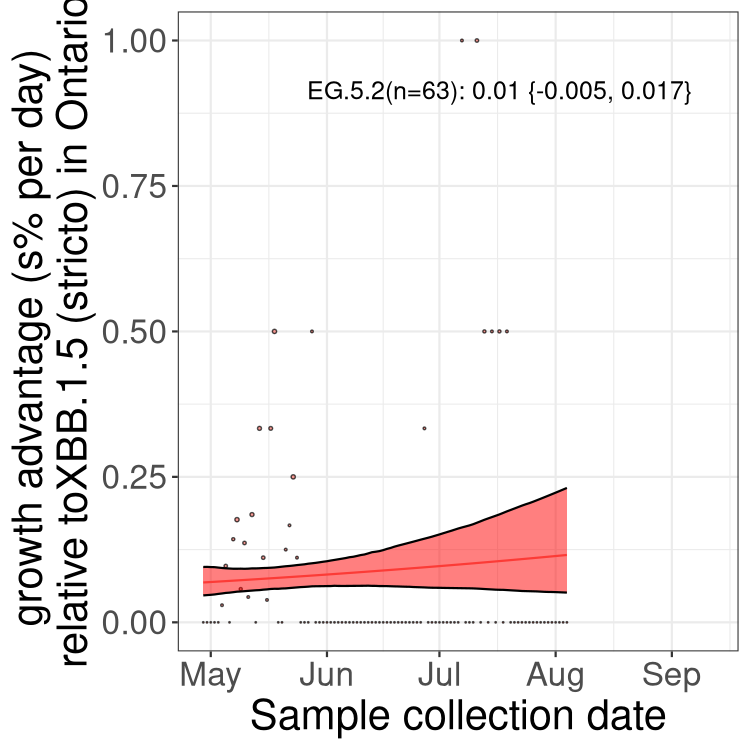 growth advantage (s% per day)
relative toXBB.1.5 (stricto) in Ontario
1.00
0.75
0.50
0.25
0.00
EG.5.2(n=63): 0.01 {-0.005, 0.017}
May Jun Jul Aug Sep
Sample collection date